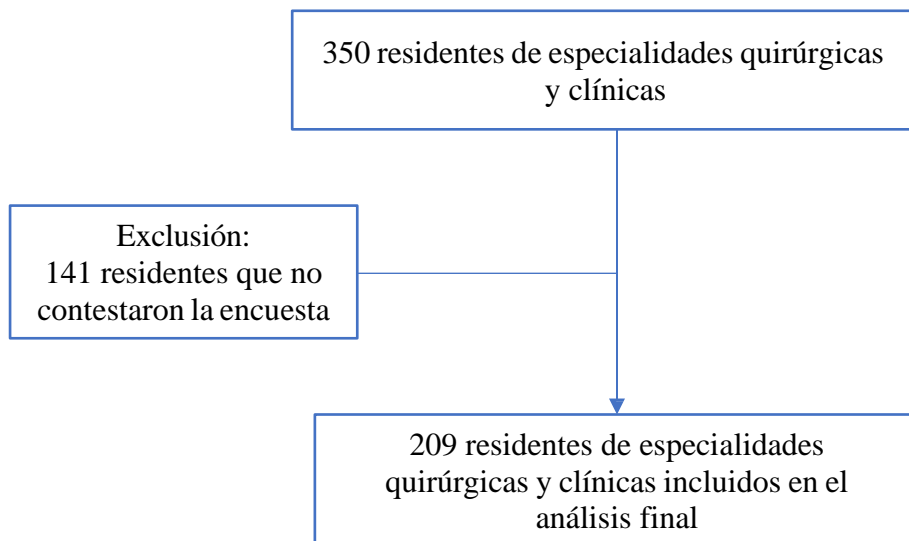 350 residentes de especialidades quirúrgicas
y clínicas
Exclusión:
141 residentes que no
contestaron la encuesta
209 residentes de especialidades
quirúrgicas y clínicas incluidos en el
análisis final